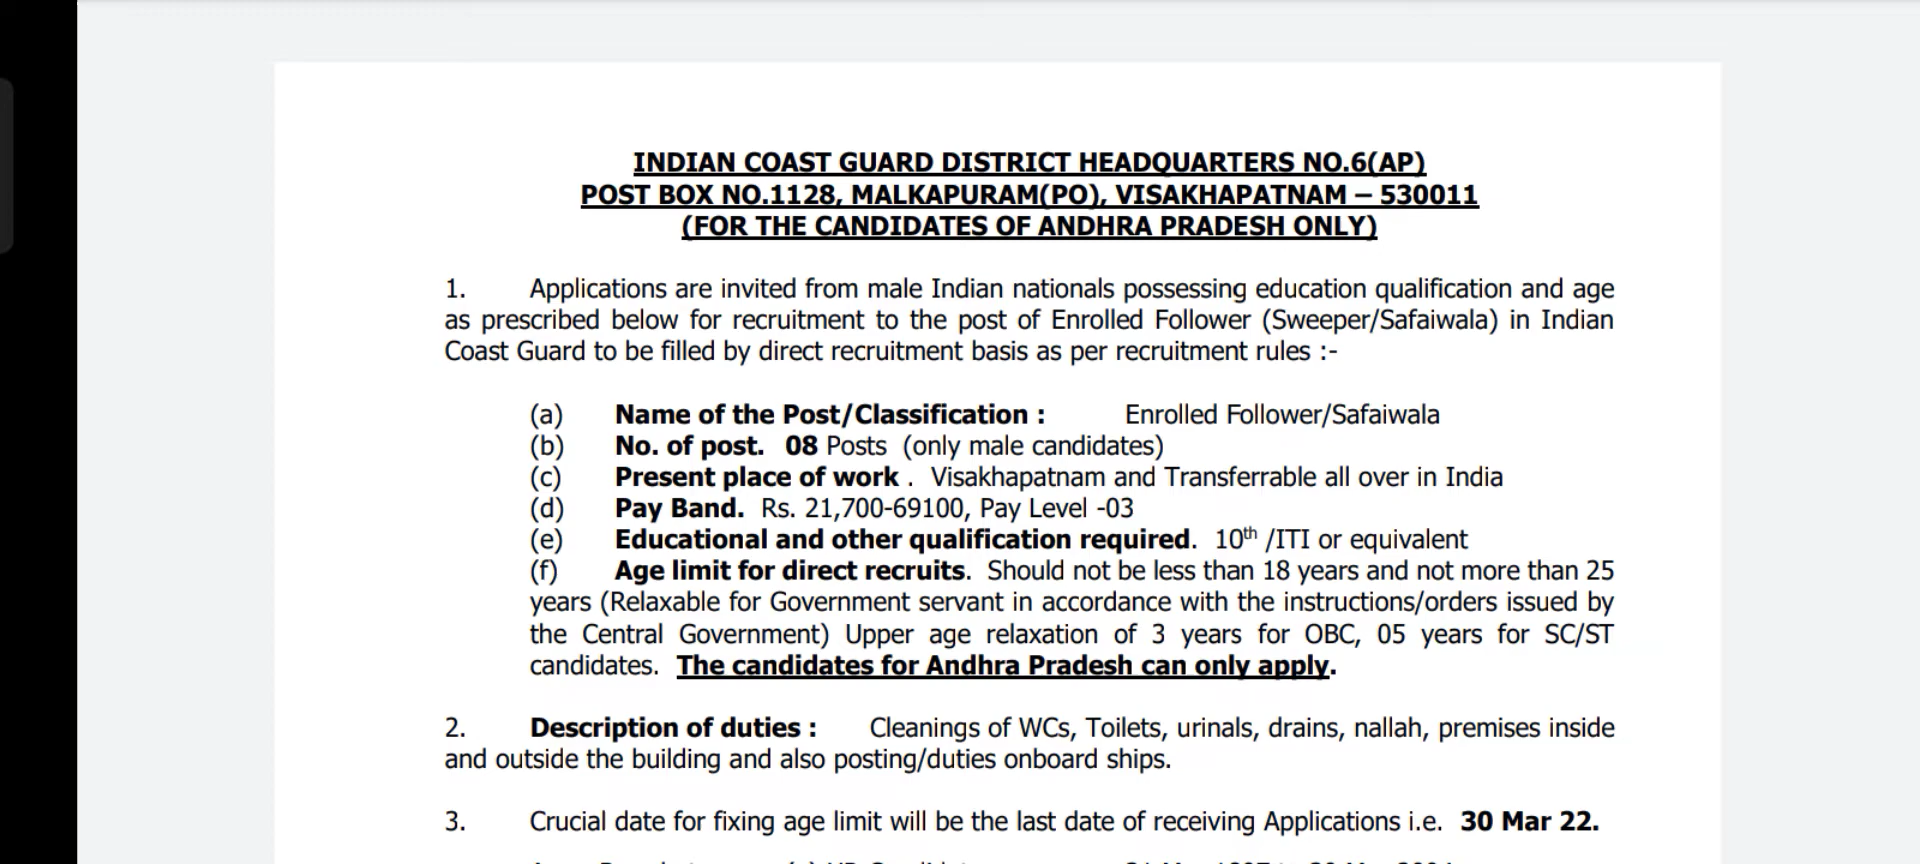 INDIAN COAST GUARD DISTRICT HEADQUARTERS NO.6(AP)
POST BOX NO.1128, MALKAPURAM(PO), VISAKHAPATNAM – 530011
(FOR THE CANDIDATES OF ANDHRA PRADESH ONLY)
1. Applications are invited from male Indian nationals possessing education qualification and age
as prescribed below for recruitment to the post of Enrolled Follower (Sweeper/Safaiwala) in Indian
Coast Guard to be filled by direct recruitment basis as per recruitment rules :-
(a) Name of the Post/Classification : Enrolled Follower/Safaiwala
(b) No. of post. 08 Posts (only male candidates)
(c) Present place of work . Visakhapatnam and Transferrable all over in India
(d) Pay Band. Rs. 21,700-69100, Pay Level -03
(e) Educational and other qualification required. 10th /ITI or equivalent
(f) Age limit for direct recruits. Should not be less than 18 years and not more than 25
years (Relaxable for Government servant in accordance with the instructions/orders issued by
the Central Government) Upper age relaxation of 3 years for OBC, 05 years for SC/ST
candidates. The candidates for Andhra Pradesh can only apply.
2. Description of duties : Cleanings of WCs, Toilets, urinals, drains, nallah, premises inside
and outside the building and also posting/duties onboard ships.
3. Crucial date for fixing age limit will be the last date of receiving Applications i.e. 30 Mar 22.